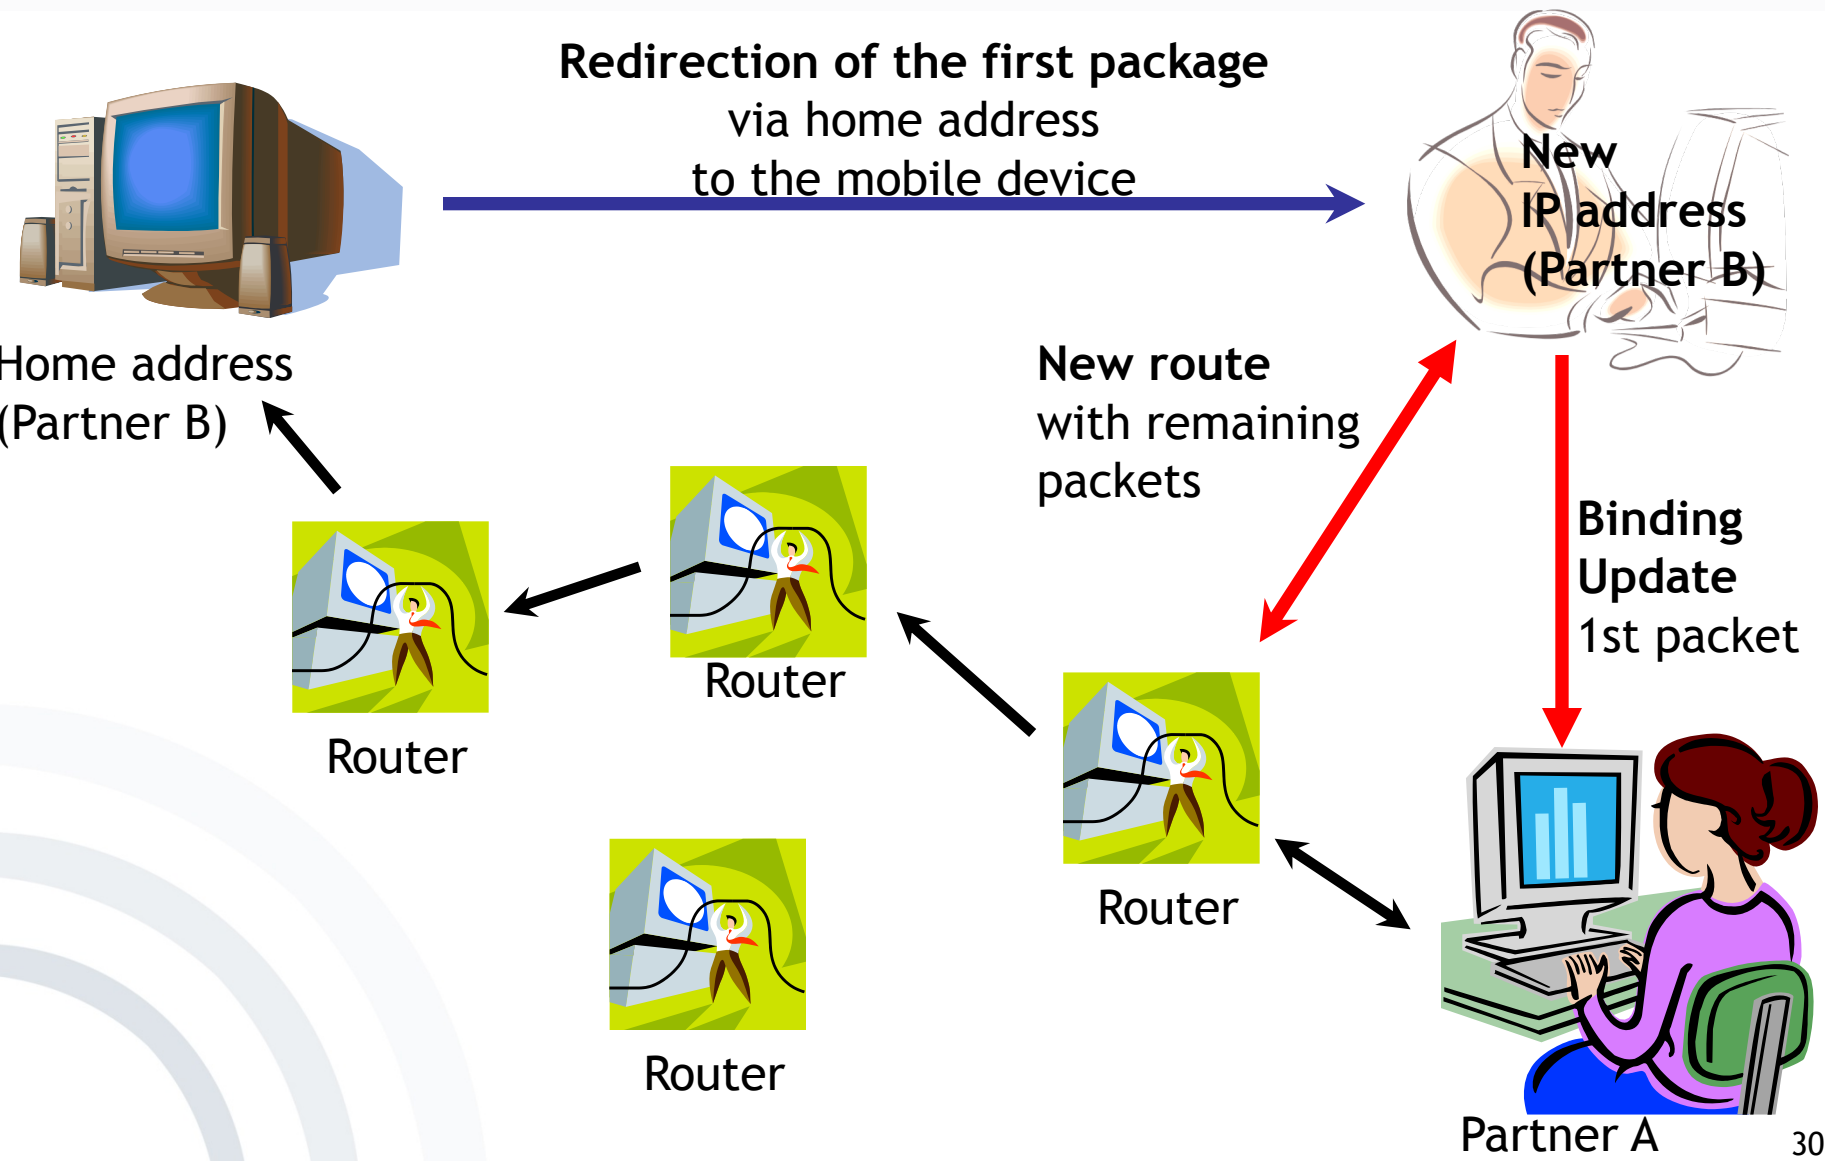 Redirection of the first package
via home address
to the mobile device
New
IP address
(Partner B)
Home address
(Partner B)
New route
with remaining
packets
Binding
Update
1st packet
Router
Router
Router
Router
Partner A
30